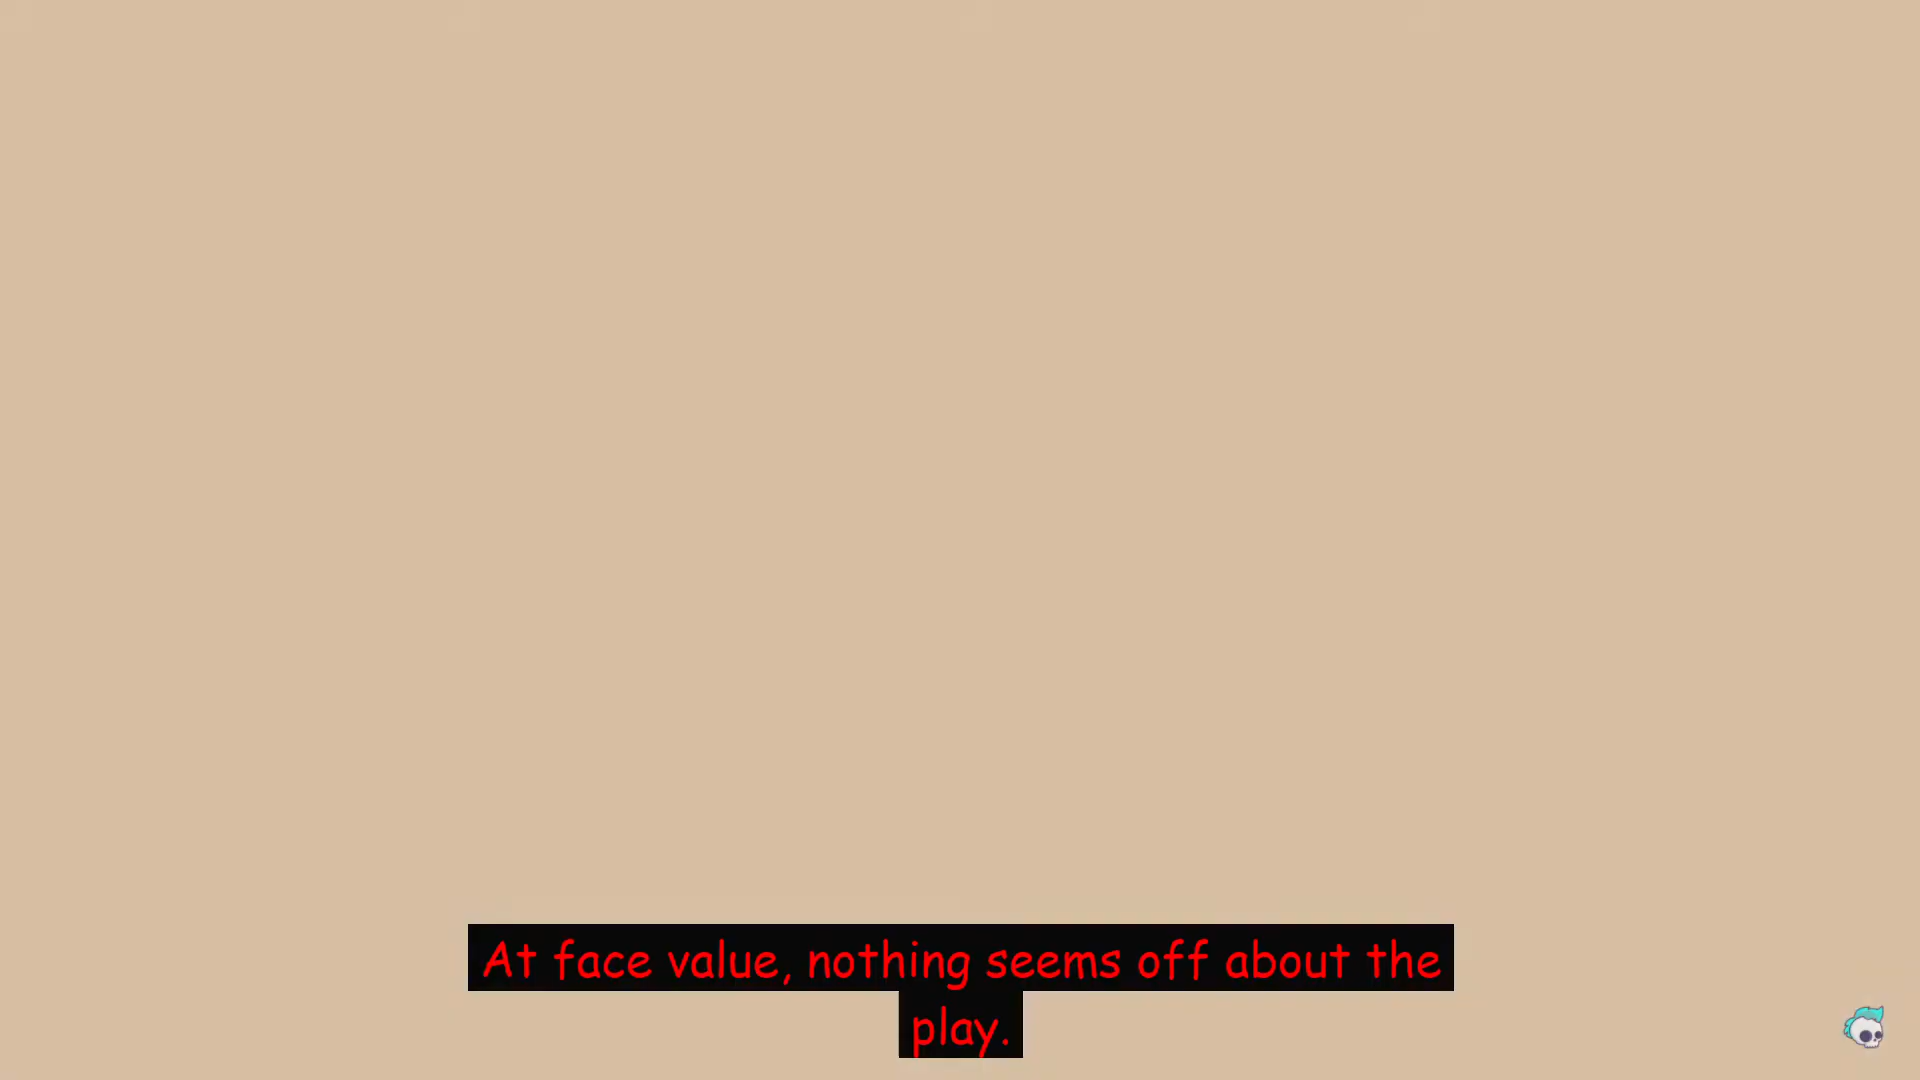 At face value, nothing seems off about the
play.